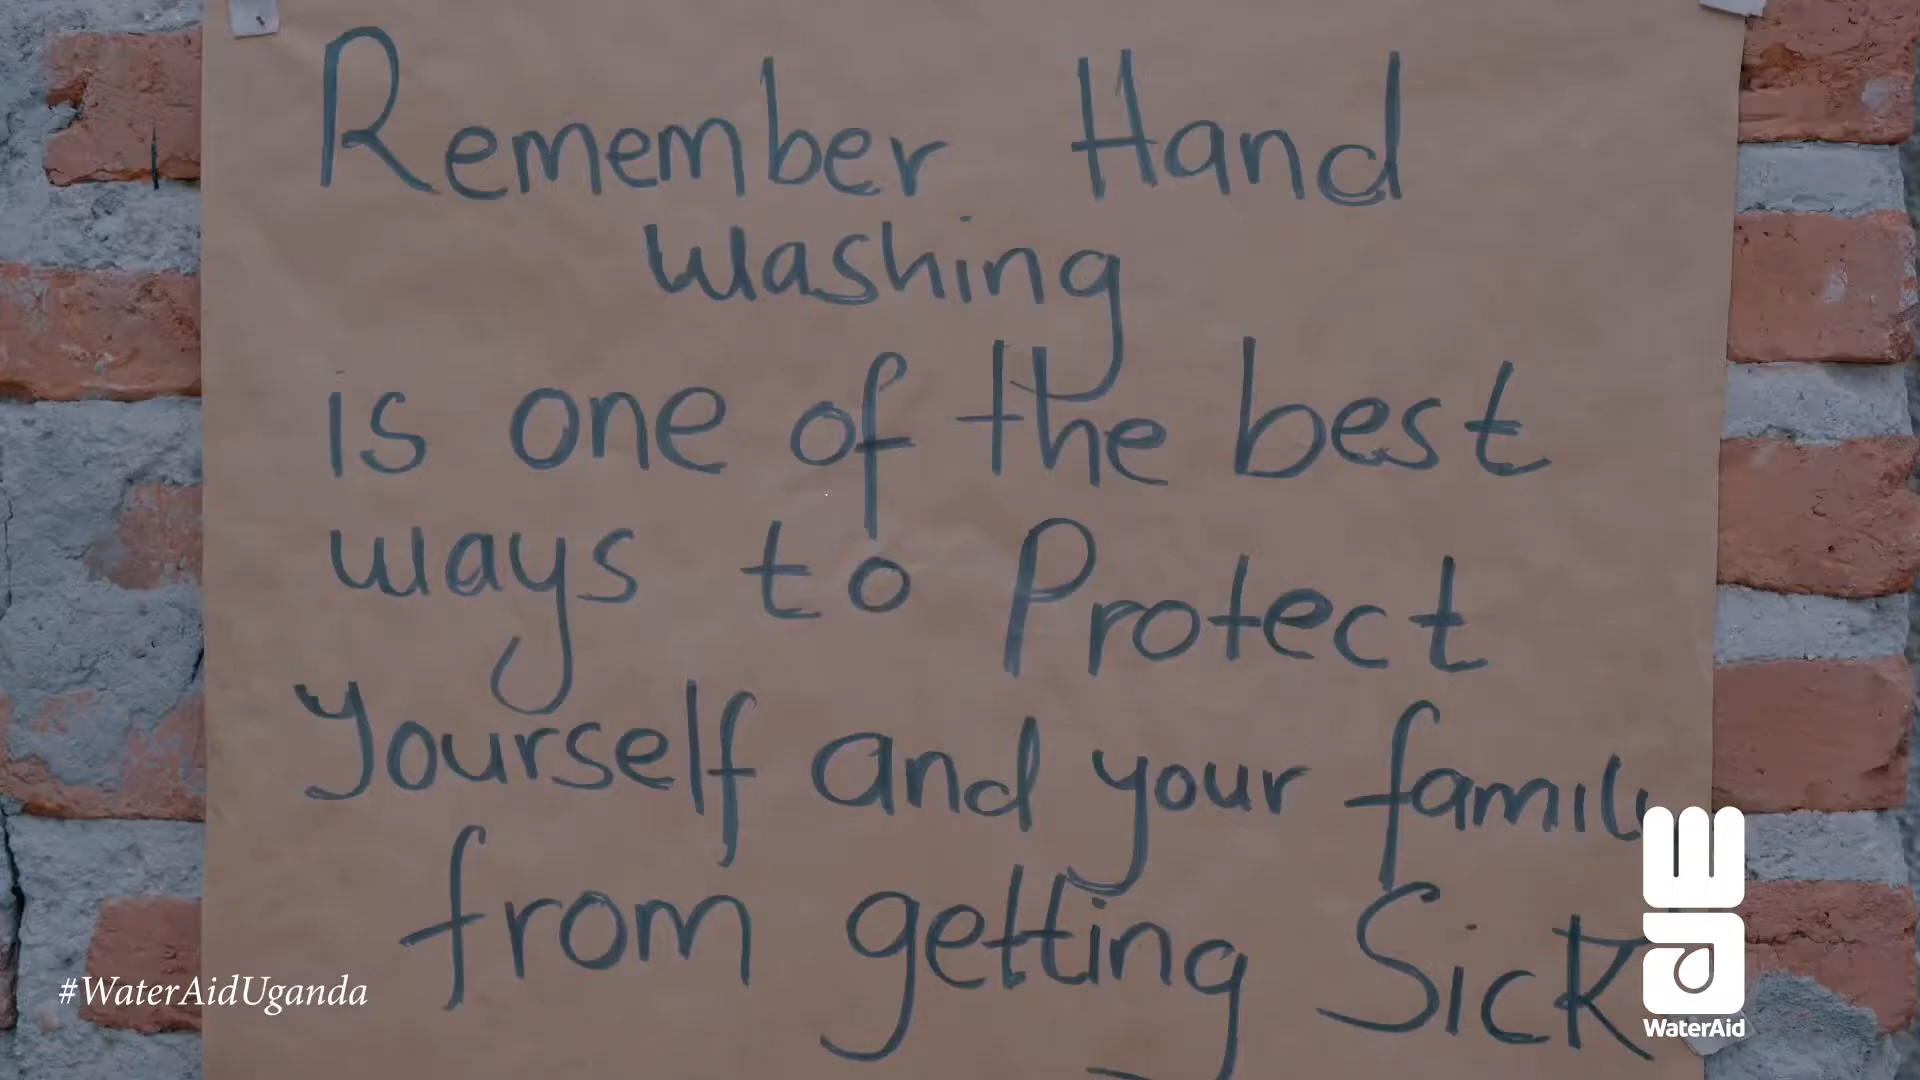 Remember Hand
washing
is one of the best
ways to Protect
Yourself and your family
from getting Sick
#WaterAidUganda
WaterAid